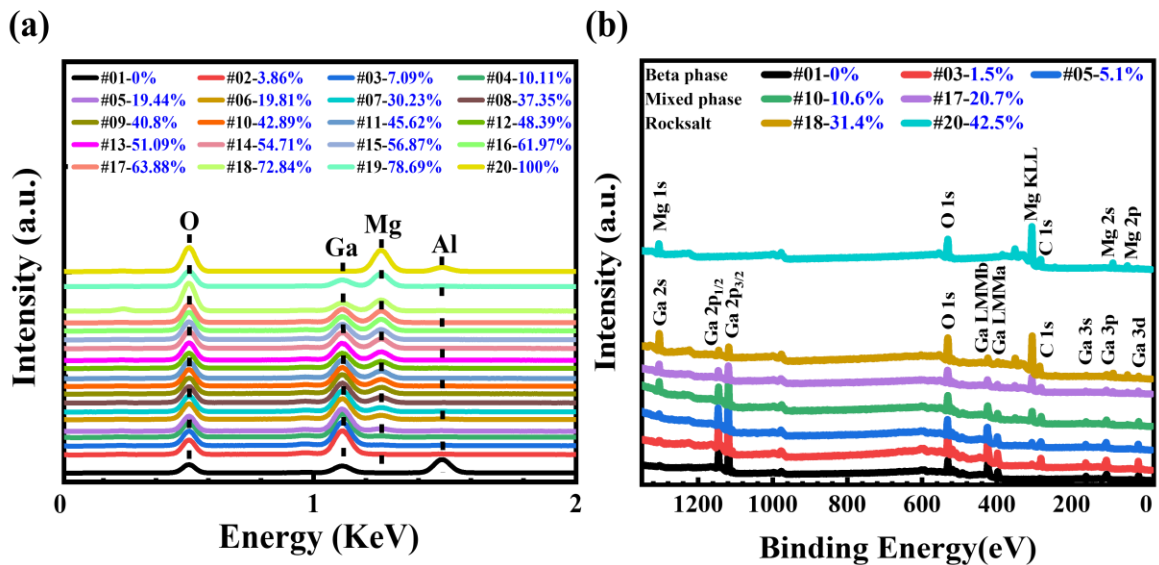 (a)
#01-0% #02-3.86% #03-7.09% #04-10.11%
#05-19.44% #06-19.81% #07-30.23% #08-37.35%
#09-40.8% #10-42.89% #11-45.62% #12-48.39%
#13-51.09% #14-54.71% #15-56.87% #16-61.97%
#17-63.88% #18-72.84% #19-78.69% #20-100%
O
Ga
Mg
Al
Intensity (a.u.)
0 1 2
Energy (KeV)
(b)
Beta phase #01-0% #03-1.5% #05-5.1%
Mixed phase #10-10.6% #17-20.7%
Rocksalt #18-31.4% #20-42.5%
Mg 1s
O 1s
Mg KLL
C 1s
Mg 2s
Mg 2p
Ga 2s
Ga 2p1/2
Ga 2p3/2
O 1s
Ga LMMb
Ga LMMa
C 1s
Ga 3s
Ga 3p
Ga 3d
Intensity (a.u.)
1200 1000 800 600 400 200 0
Binding Energy(eV)